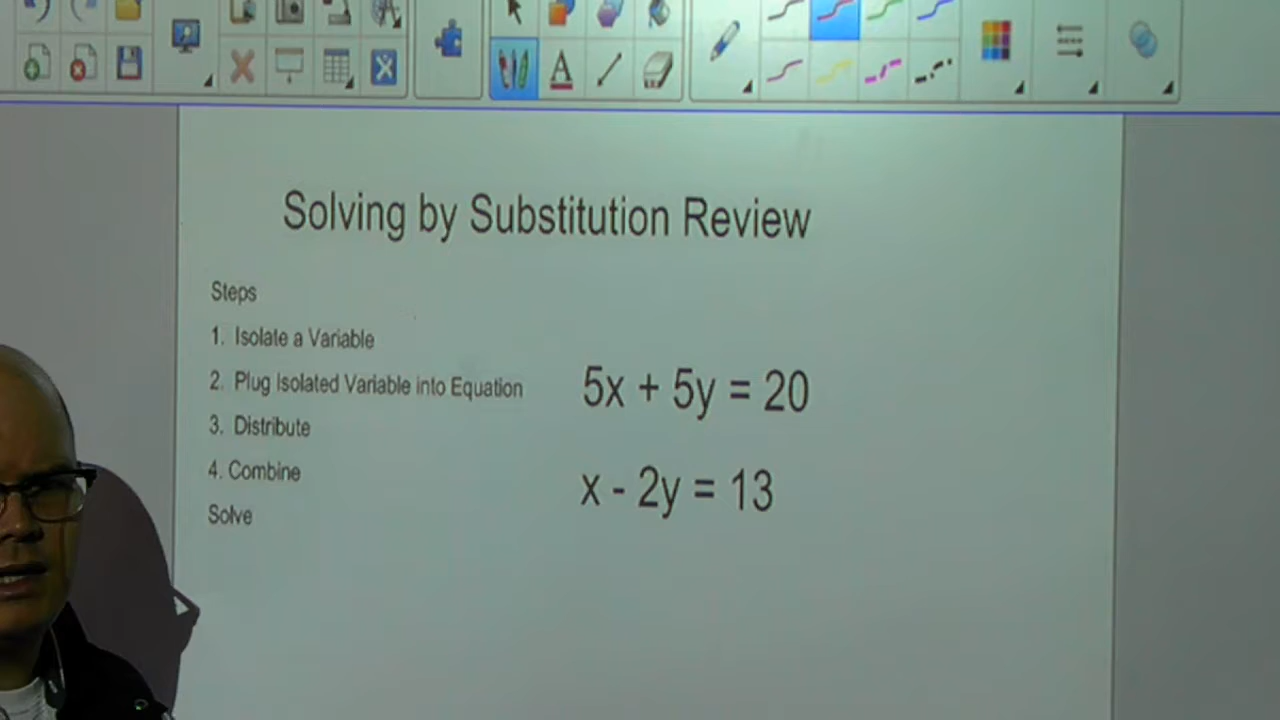 Solving by Substitution Review
Steps
1. Isolate a Variable
2. Plug Isolated Variable into Equation
3. Distribute
4. Combine
Solve
5x + 5y = 20
x - 2y = 13